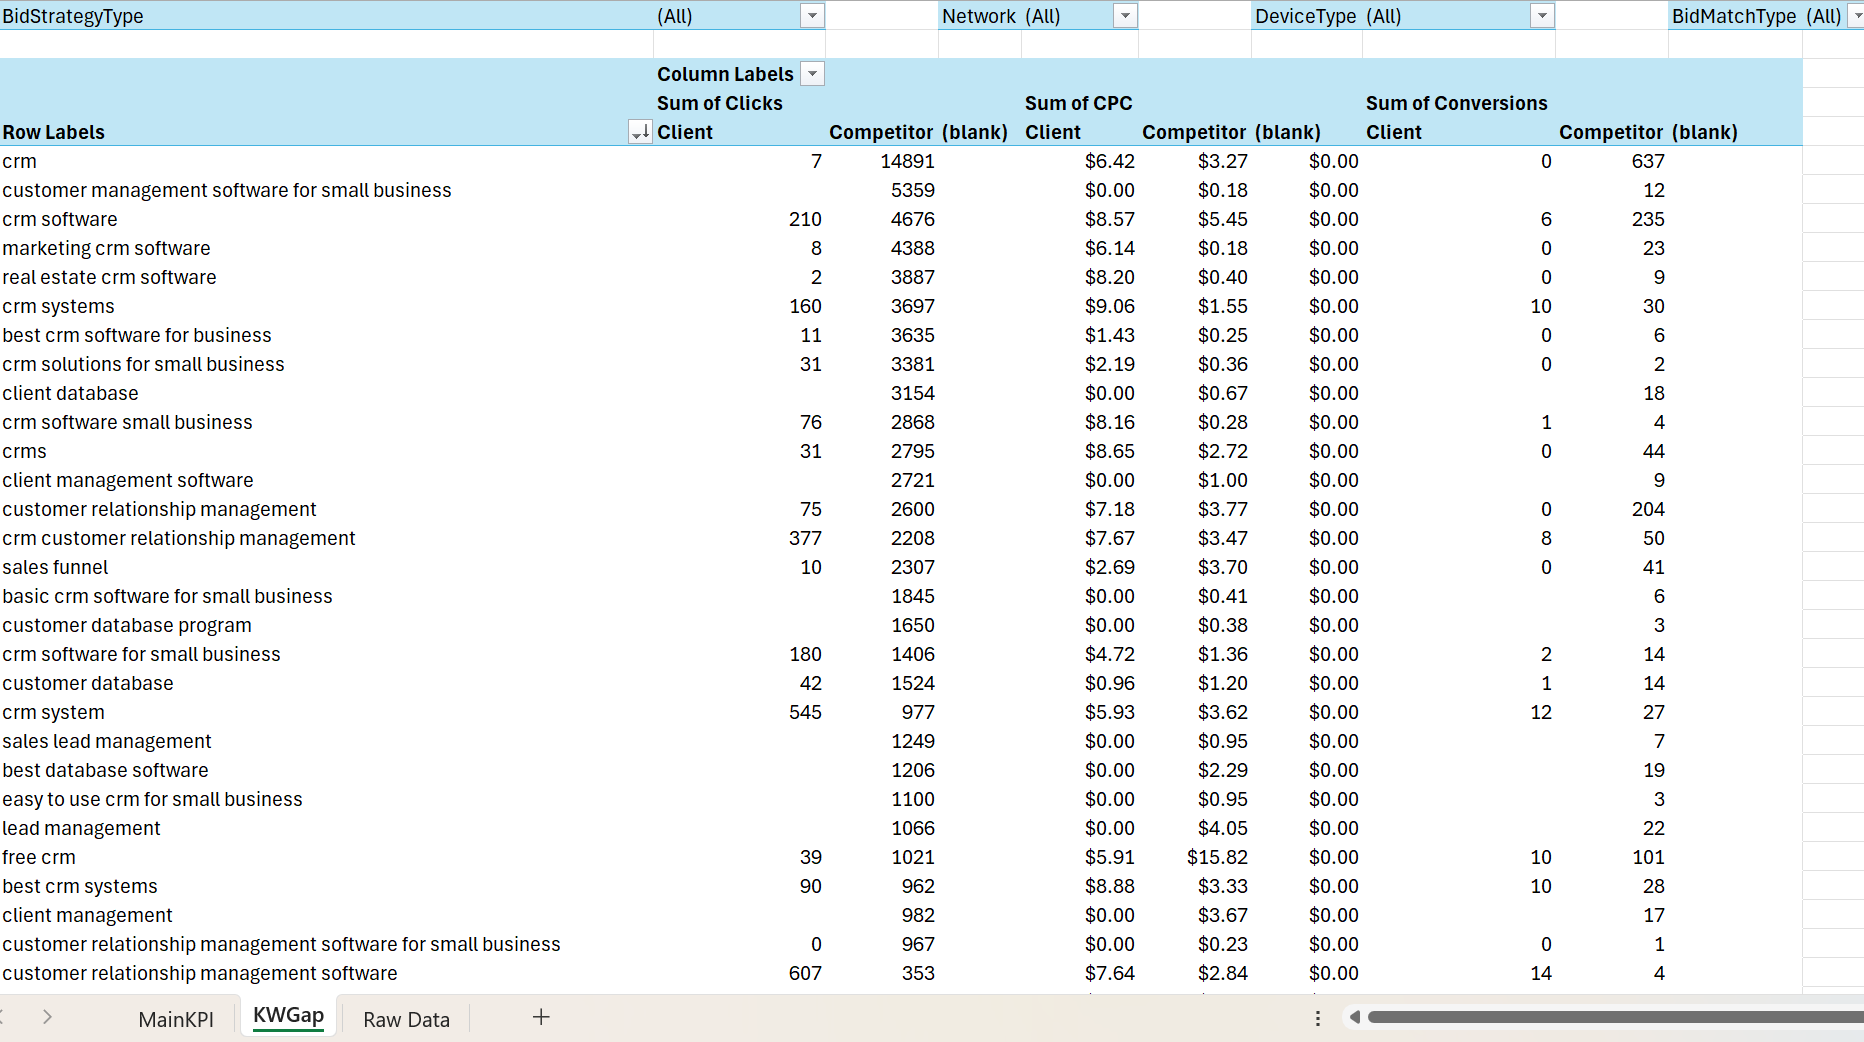 BidStrategyType (All) Network (All) DeviceType (All) BidMatchType (All)
Column Labels
Sum of Clicks Sum of CPC Sum of Conversions
Row Labels Client Competitor (blank) Client Competitor (blank) Client Competitor (blank)
crm 7 14891 $6.42 $3.27 $0.00 0 637
customer management software for small business 5359 $0.00 $0.18 $0.00 12
crm software 210 4676 $8.57 $5.45 $0.00 6 235
marketing crm software 8 4388 $6.14 $0.18 $0.00 0 23
real estate crm software 2 3887 $8.20 $0.40 $0.00 0 9
crm systems 160 3697 $9.06 $1.55 $0.00 10 30
best crm software for business 11 3635 $1.43 $0.25 $0.00 0 6
crm solutions for small business 31 3381 $2.19 $0.36 $0.00 0 2
client database 3154 $0.00 $0.67 $0.00 18
crm software small business 76 2868 $8.16 $0.28 $0.00 1 4
crms 31 2795 $8.65 $2.72 $0.00 0 44
client management software 2721 $0.00 $1.00 $0.00 9
customer relationship management 75 2600 $7.18 $3.77 $0.00 0 204
crm customer relationship management 377 2208 $7.67 $3.47 $0.00 8 50
sales funnel 10 2307 $2.69 $3.70 $0.00 0 41
basic crm software for small business 1845 $0.00 $0.41 $0.00 6
customer database program 1650 $0.00 $0.38 $0.00 3
crm software for small business 180 1406 $4.72 $1.36 $0.00 2 14
customer database 42 1524 $0.96 $1.20 $0.00 1 14
crm system 545 977 $5.93 $3.62 $0.00 12 27
sales lead management 1249 $0.00 $0.95 $0.00 7
best database software 1206 $0.00 $2.29 $0.00 19
easy to use crm for small business 1100 $0.00 $0.95 $0.00 3
lead management 1066 $0.00 $4.05 $0.00 22
free crm 39 1021 $5.91 $15.82 $0.00 10 101
best crm systems 90 962 $8.88 $3.33 $0.00 10 28
client management 982 $0.00 $3.67 $0.00 17
customer relationship management software for small business 0 967 $0.00 $0.23 $0.00 0 1
customer relationship management software 607 353 $7.64 $2.84 $0.00 14 4
MainKPI KWGap Raw Data